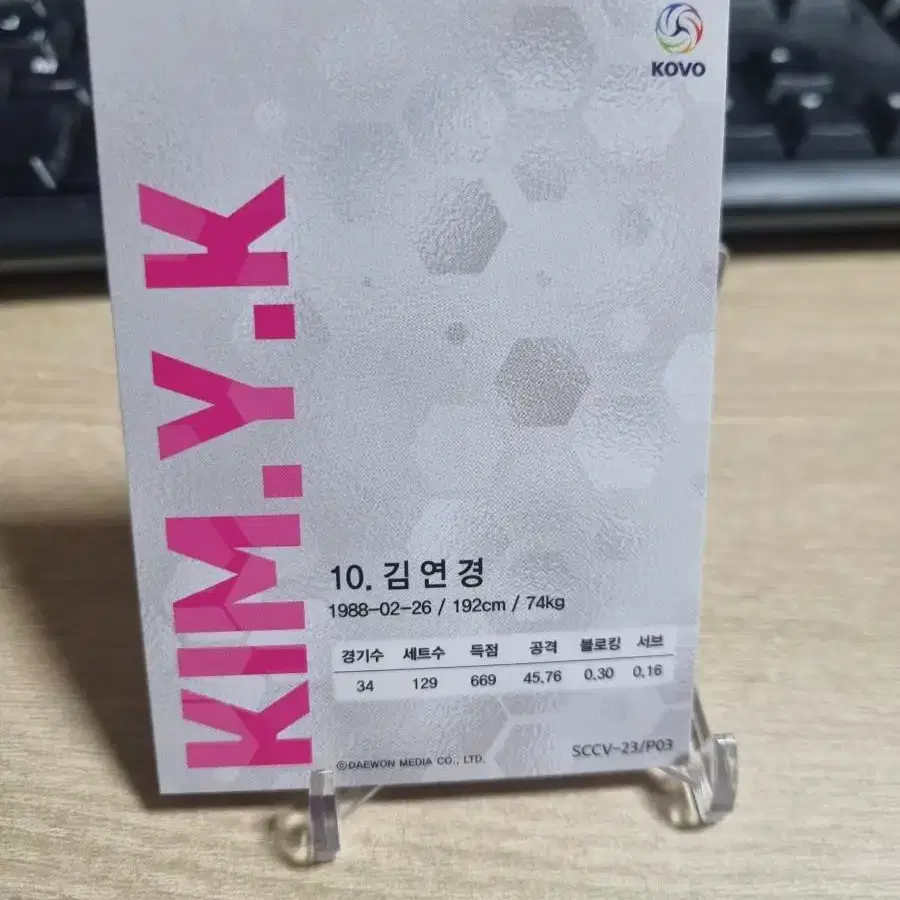 KOVO
KIM.Y.K
10. 김연경
1988-02-26 / 192cm / 74kg
경기수 세트수 득점 공격 블로킹 서브
34 129 669 45.76 0.30 0.16
SCCV-23/P03
©DAEWON MEDIA CO., LTD.